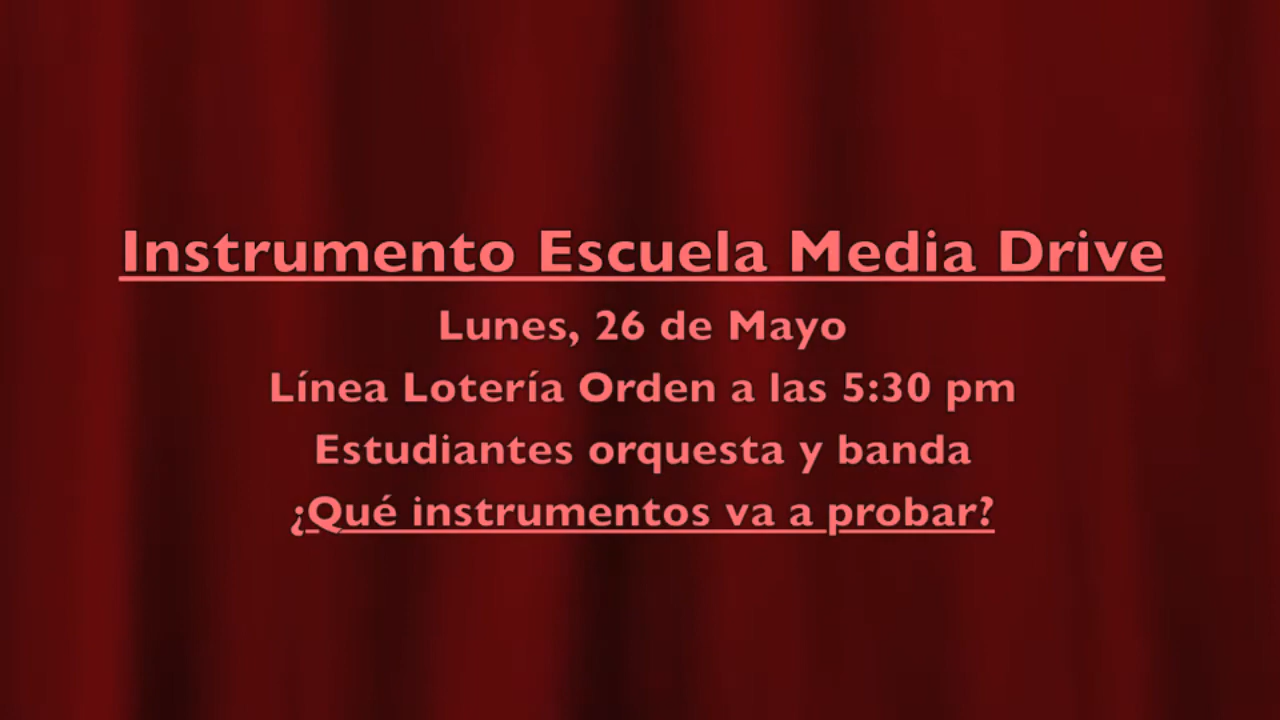 Instrumento Escuela Media Drive
Lunes, 26 de Mayo
Línea Lotería Orden a las 5:30 pm
Estudiantes orquesta y banda
¿Qué instrumentos va a probar?